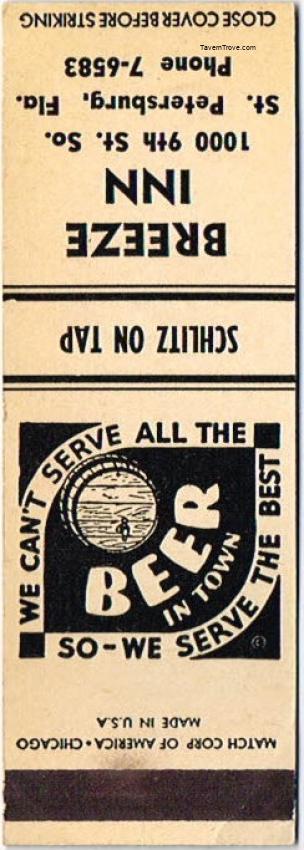 CLOSE COVER BEFORE STRIKING
TavernTrove.com
Phone 7-6583
St. Petersburg, Fla.
1000 9th St. So.
BREEZE
INN
SCHLITZ ON TAP
WE CAN'T SERVE ALL THE
BEER
IN TOWN
SO-WE SERVE THE BEST
©
MATCH CORP OF AMERICA • CHICAGO
MADE IN U.S.A